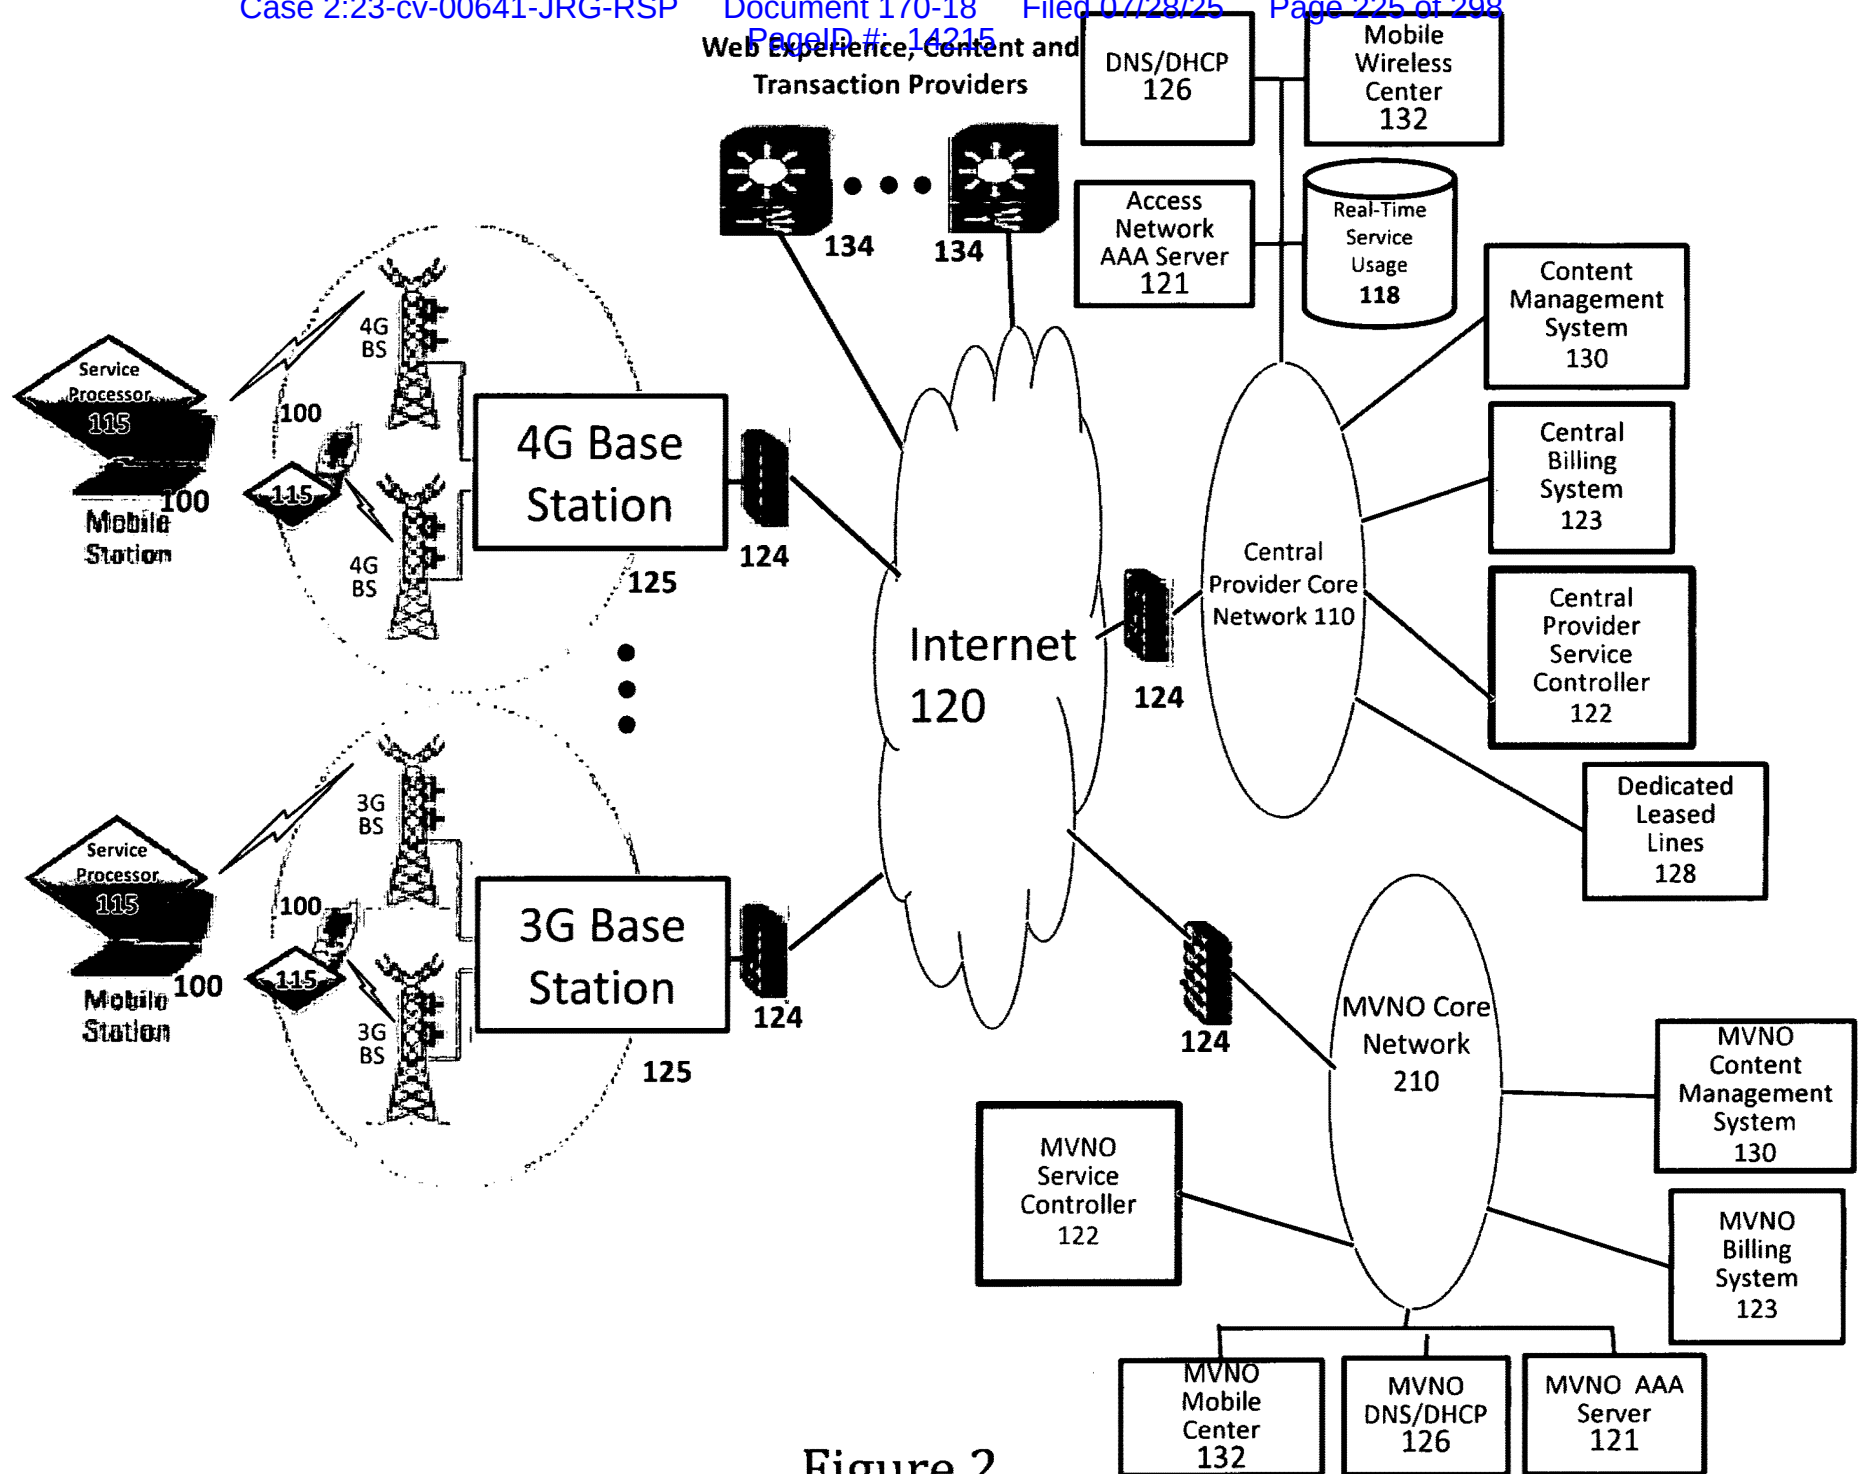 Case 2:23-cv-00641-JRG-RSP Document 170-18 Filed 07/28/25 Page 225 of 298
PageID #: 14215
Web Experience, Content and
Transaction Providers
134
134
DNS/DHCP
126
Mobile
Wireless
Center
132
Access
Network
AAA Server
121
Real-Time
Service
Usage
118
Content
Management
System
130
Central
Billing
System
123
Central
Provider
Service
Controller
122
Dedicated
Leased
Lines
128
Central
Provider Core
Network 110
124
Internet
120
4G
BS
4G
BS
Service
Processor
115
100
Mobile
Station
100
115
4G Base
Station
125
124
3G
BS
3G
BS
Service
Processor
115
100
Mobile
Station
100
115
3G Base
Station
125
124
124
MVNO Core
Network
210
MVNO
Service
Controller
122
MVNO
Content
Management
System
130
MVNO
Billing
System
123
MVNO
Mobile
Center
132
MVNO
DNS/DHCP
126
MVNO AAA
Server
121
Figure 2